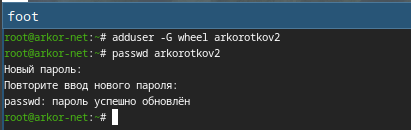 foot
root@arkor-net:~# adduser -G wheel arkorotkov2
root@arkor-net:~# passwd arkorotkov2
Новый пароль:
Повторите ввод нового пароля:
passwd: пароль успешно обновлён
root@arkor-net:~#